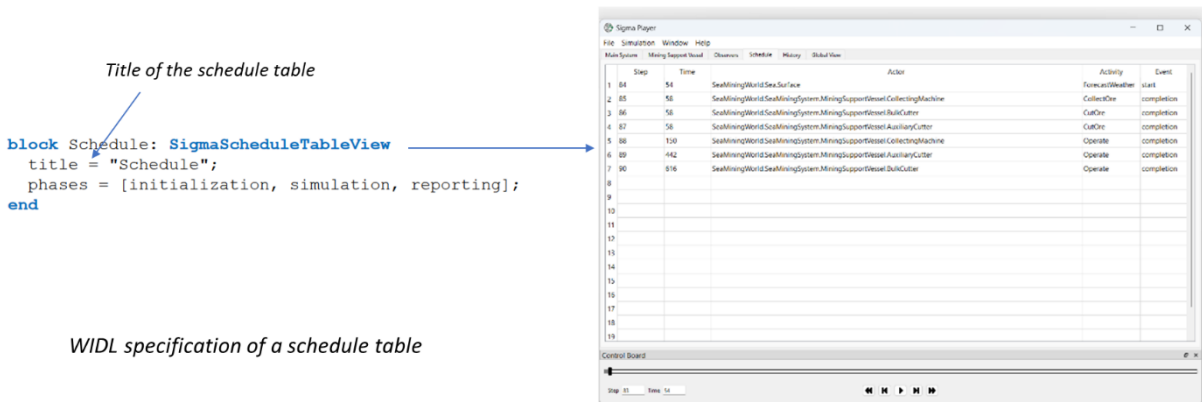 Title of the schedule table
block Schedule: SigmaScheduleTableView
title = "Schedule";
phases = [initialization, simulation, reporting];
end
WIDL specification of a schedule table
Sigma Player
File Simulation Window Help
Main System Mining Support Vessel Observers Schedule History Global View
Step Time Actor Activity Event
1 84 54 SeaMiningWorld.Sea.Surface ForecastWeather start
2 85 58 SeaMiningWorld.SeaMiningSystem.MiningSupportVessel.CollectingMachine CollectOre completion
3 86 58 SeaMiningWorld.SeaMiningSystem.MiningSupportVessel.BulkCutter CutOre completion
4 87 58 SeaMiningWorld.SeaMiningSystem.MiningSupportVessel.AuxiliaryCutter CutOre completion
5 88 150 SeaMiningWorld.SeaMiningSystem.MiningSupportVessel.CollectingMachine Operate completion
6 89 442 SeaMiningWorld.SeaMiningSystem.MiningSupportVessel.AuxiliaryCutter Operate completion
7 90 616 SeaMiningWorld.SeaMiningSystem.MiningSupportVessel.BulkCutter Operate completion
8
9
10
11
12
13
14
15
16
17
18
19
Control Board
Step 83 Time 54